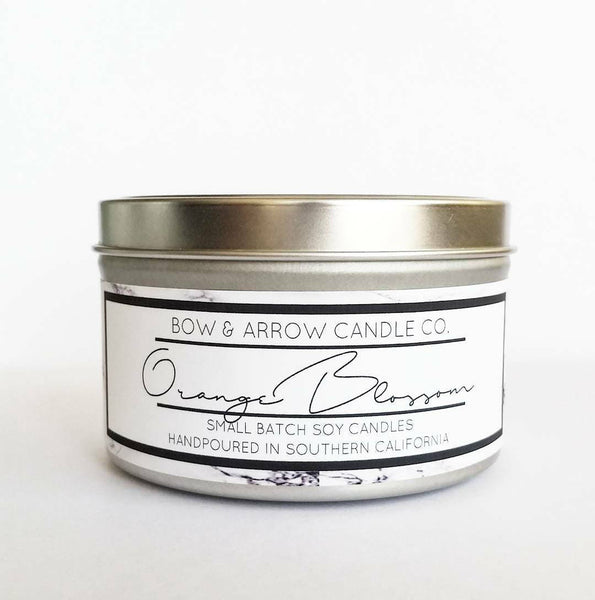 BOW & ARROW CANDLE CO.
Orange Blossom
SMALL BATCH SOY CANDLES
HANDPOURED IN SOUTHERN CALIFORNIA